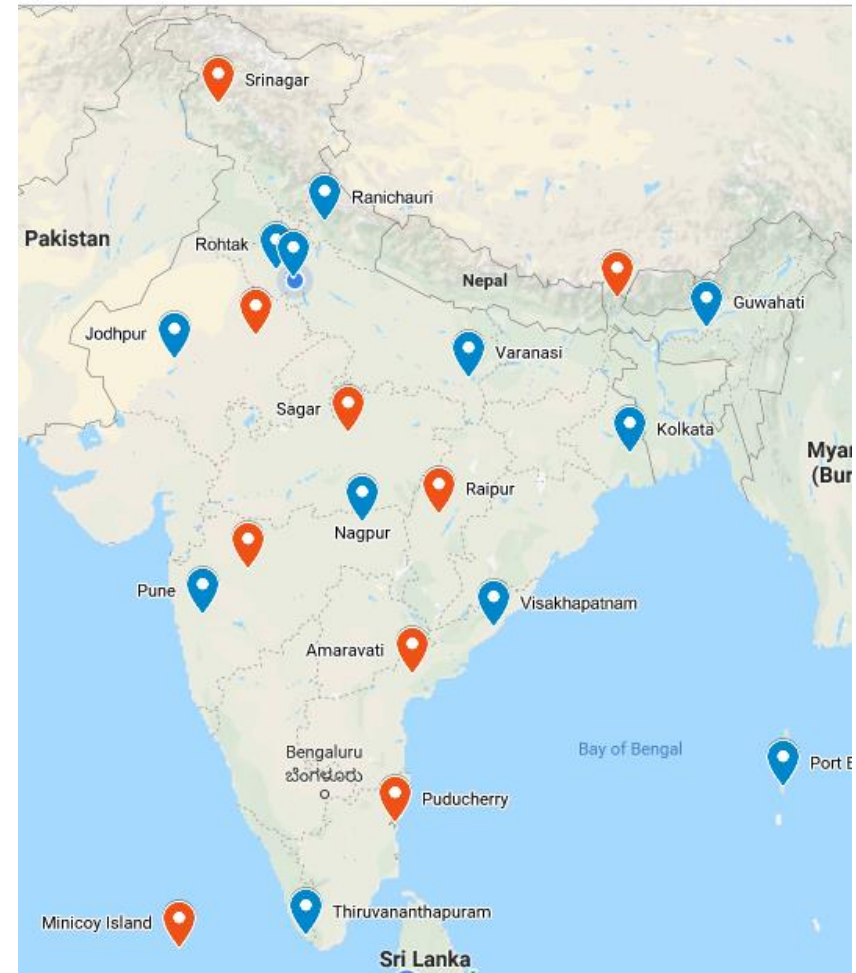 Srinagar
Ranichauri
Pakistan
Rohtak
Nepal
Guwahati
Jodhpur
Varanasi
Sagar
Kolkata
Myar
(Bur
Raipur
Nagpur
Pune
Visakhapatnam
Amaravati
Bengaluru
ಬೆಂಗಳೂರು
Bay of Bengal
Port B
Puducherry
Minicoy Island
Thiruvananthapuram
Sri Lanka